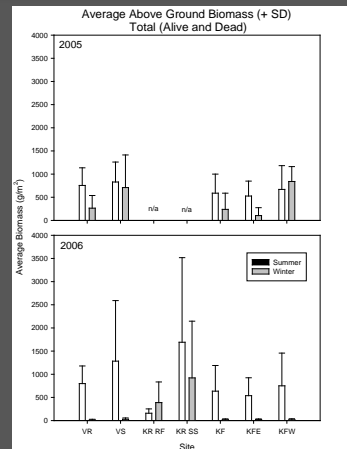 Average Above Ground Biomass (+ SD)
Total (Alive and Dead)
2005
4000
3500
3000
2500
2000
1500
1000
500
0
n/a
n/a
Average Biomass (g/m²)
2006
4000
3500
3000
2500
2000
1500
1000
500
0
Summer
Winter
VR VS KR RF KR SS KF KFE KFW
Site